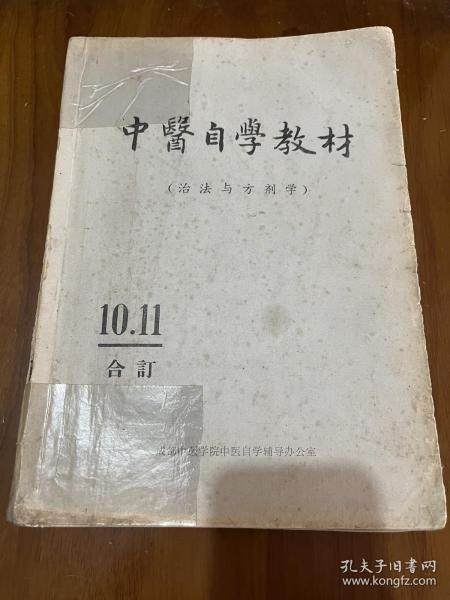 中醫自學教材
（治法与方剂学）
10.11
合訂
成都中医学院中医自学辅导办公室
孔夫子旧书网
www.kongfz.com